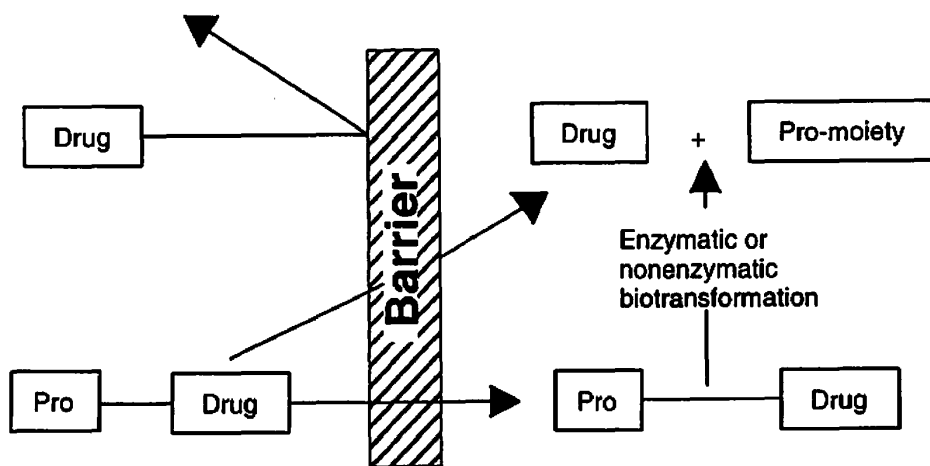 Drug
Drug
+
Pro-moiety
Barrier
Enzymatic or
nonenzymatic
biotransformation
Pro
Drug
Pro
Drug